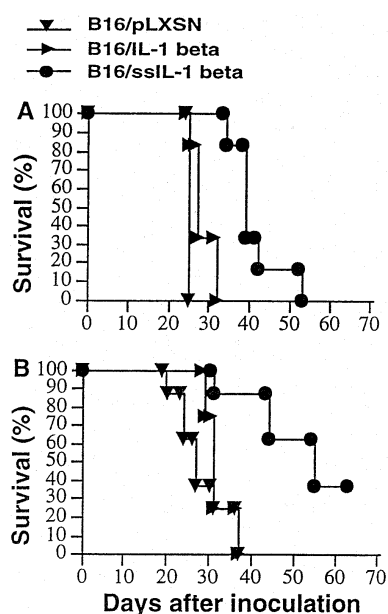 B16/pLXSN
B16/IL-1 beta
B16/ssIL-1 beta
A
Survival (%)
100
90
80
70
60
50
40
30
20
10
0
0 10 20 30 40 50 60 70
B
Survival (%)
100
90
80
70
60
50
40
30
20
10
0
0 10 20 30 40 50 60 70
Days after inoculation